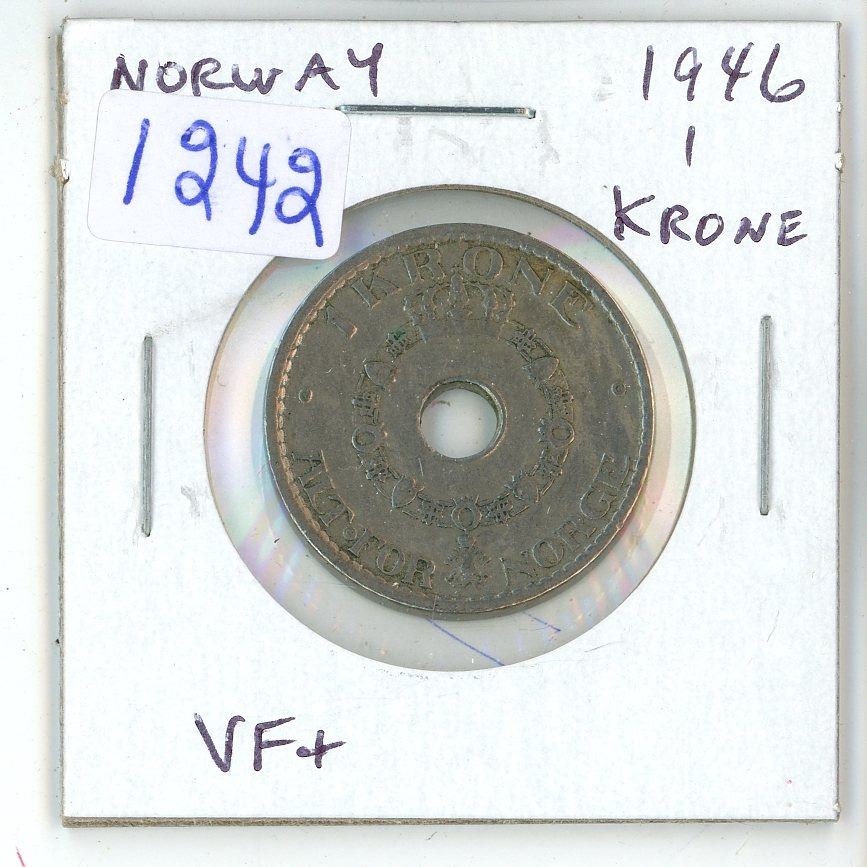 NORWAY
1946
1
KRONE
1242
1 KRONE
ALT·FOR NORGE
VF+